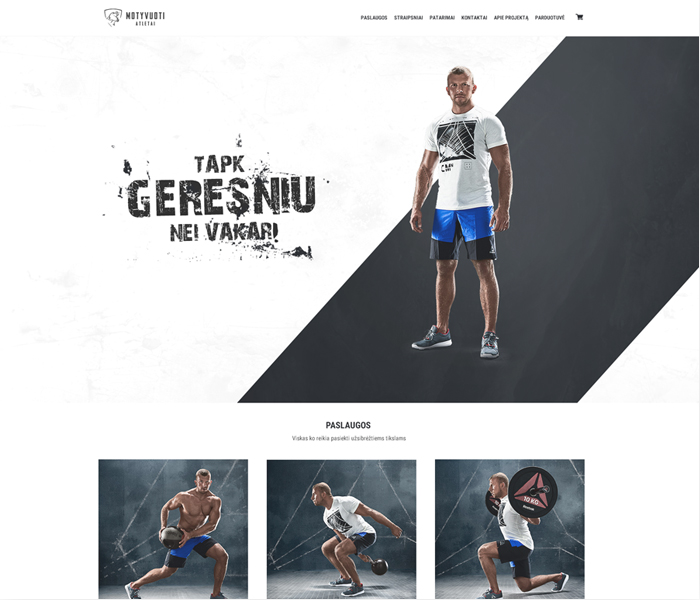 MOTYVUOTI
ATLETAI
PASLAUGOS STRAIPSNIAI PATARIMAI KONTAKTAI APIE PROJEKTĄ PARDUOTUVĖ
TAPK
GERESNIU
NEI VAKAR!
PASLAUGOS
Viskas ko reikia pasiekti užsibrėžtiems tikslams
10 KG